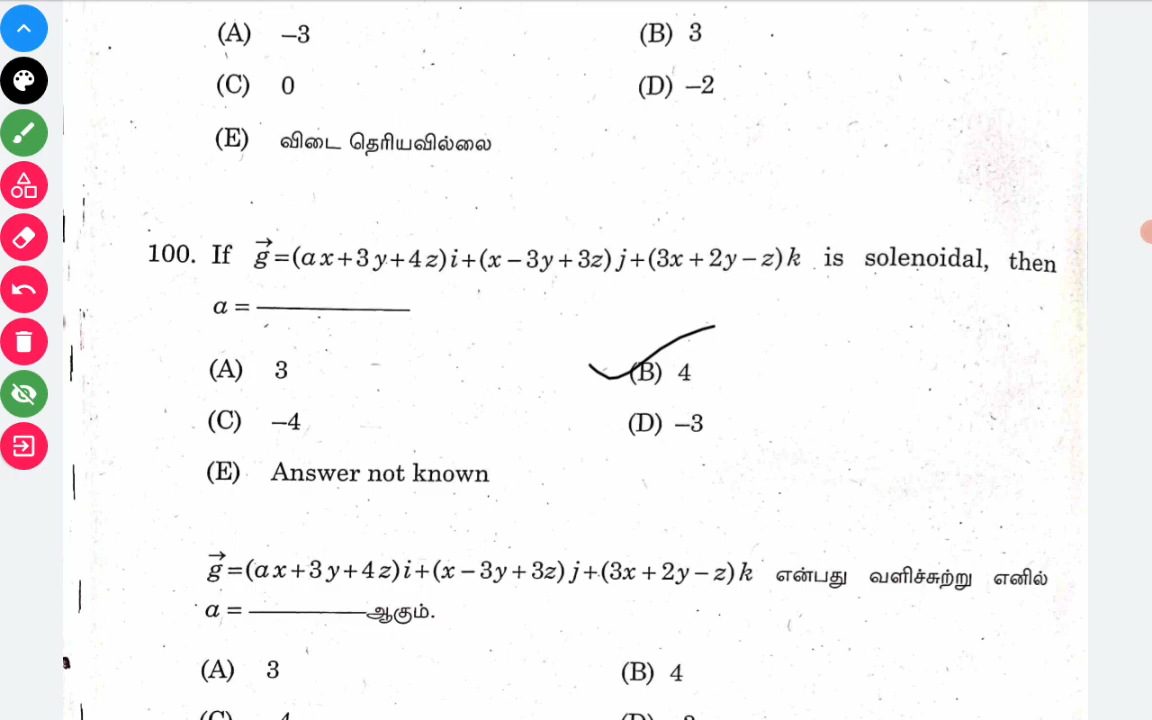 (A) −3 (B) 3
(C) 0 (D) −2
(E) விடை தெரியவில்லை
100. If g⃗=(ax+3y+4z)i+(x−3y+3z)j+(3x+2y−z)k is solenoidal, then
a = ________
(A) 3 (B) 4
(C) −4 (D) −3
(E) Answer not known
g⃗=(ax+3y+4z)i+(x−3y+3z)j+(3x+2y−z)k என்பது வளிச்சுற்று எனில்
a = ________ஆகும்.
(A) 3 (B) 4